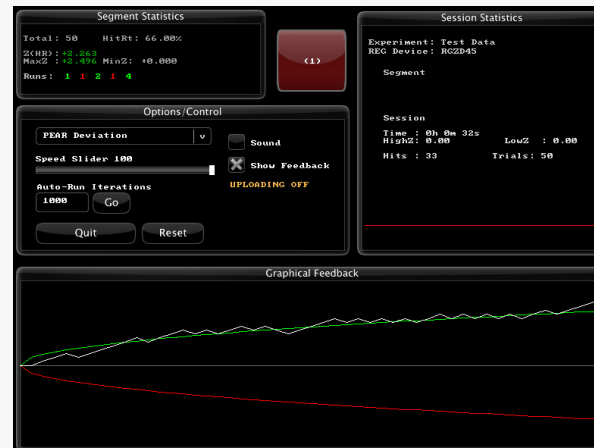 Segment Statistics
Total: 50 HitRt: 66.00%
Z(HR):+2.263
MaxZ :+2.496 MinZ: +0.000
Runs: 1 1 2 1 4
(1)
Session Statistics
Experiment: Test Data
REG Device: RGZD45
Segment
Session
Time : 0h 0m 32s
HighZ: 0.00 LowZ : 0.00
Hits : 33 Trials: 50
Options/Control
PEAR Deviation v
Sound
Speed Slider 100
Show Feedback
Auto-Run Iterations
UPLOADING OFF
1000 Go
Quit Reset
Graphical Feedback